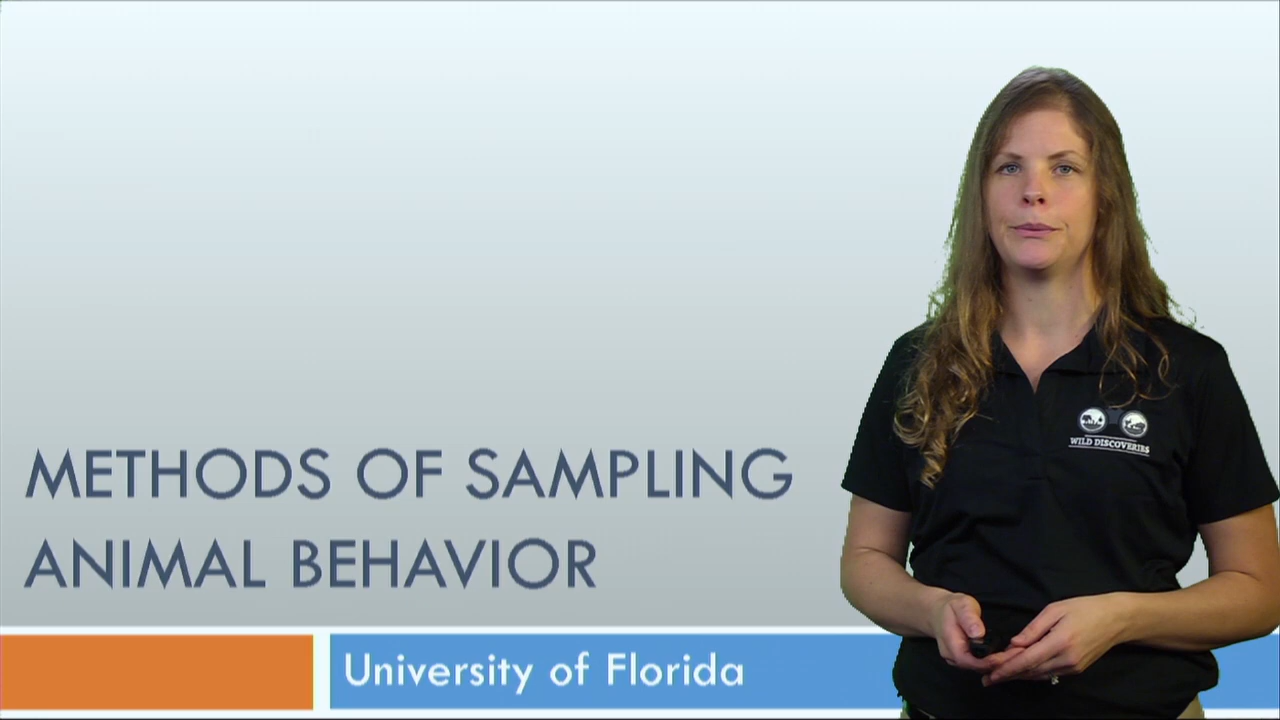 METHODS OF SAMPLING
ANIMAL BEHAVIOR
University of Florida
WILD DISCOVERIES